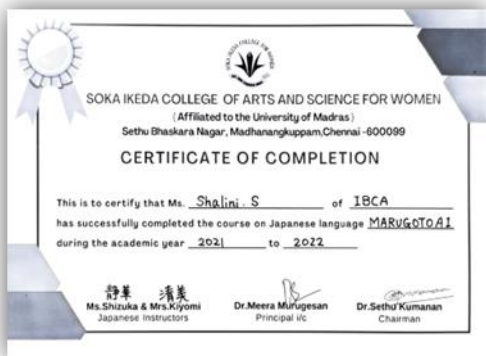 SOKA IKEDA COLLEGE OF ARTS AND SCIENCE FOR WOMEN
(Affiliated to the University of Madras)
Sethu Bhaskara Nagar, Madhanangkuppam,Chennai -600099
CERTIFICATE OF COMPLETION
This is to certify that Ms. Shalini. S of IBCA
has successfully completed the course on Japanese language MARUGOTO A1
during the academic year 2021 to 2022
静華 清美
Ms.Shizuka & Mrs.Kiyomi Dr.Meera Murugesan Dr.Sethu Kumanan
Japanese Instructors Principal i/c Chairman